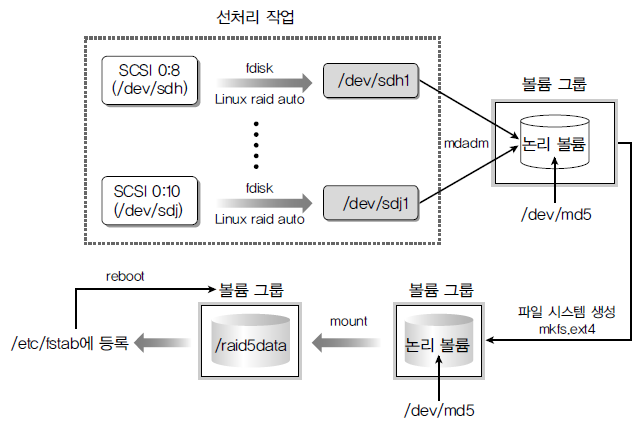 선처리 작업
SCSI 0:8
(/dev/sdh)
fdisk
Linux raid auto
/dev/sdh1
SCSI 0:10
(/dev/sdj)
fdisk
Linux raid auto
/dev/sdj1
mdadm
볼륨 그룹
논리 볼륨
/dev/md5
파일 시스템 생성
mkfs,ext4
볼륨 그룹
논리 볼륨
/dev/md5
mount
볼륨 그룹
/raid5data
reboot
/etc/fstab에 등록